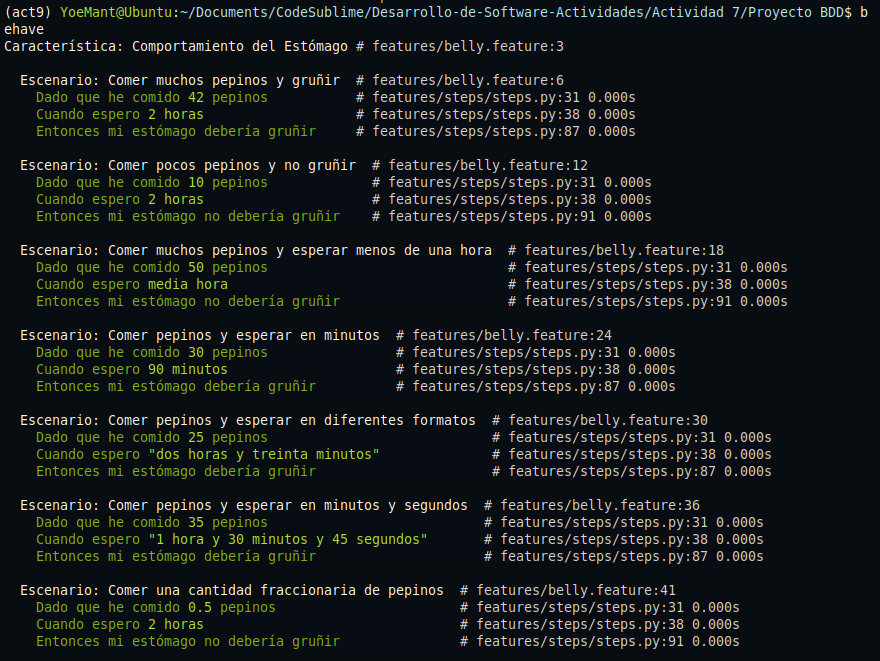 (act9) YoeMant@Ubuntu:~/Documents/CodeSublime/Desarrollo-de-Software-Actividades/Actividad 7/Proyecto BDD$ b
ehave
Característica: Comportamiento del Estómago # features/belly.feature:3
Escenario: Comer muchos pepinos y gruñir # features/belly.feature:6
Dado que he comido 42 pepinos # features/steps/steps.py:31 0.000s
Cuando espero 2 horas # features/steps/steps.py:38 0.000s
Entonces mi estómago debería gruñir # features/steps/steps.py:87 0.000s
Escenario: Comer pocos pepinos y no gruñir # features/belly.feature:12
Dado que he comido 10 pepinos # features/steps/steps.py:31 0.000s
Cuando espero 2 horas # features/steps/steps.py:38 0.000s
Entonces mi estómago no debería gruñir # features/steps/steps.py:91 0.000s
Escenario: Comer muchos pepinos y esperar menos de una hora # features/belly.feature:18
Dado que he comido 50 pepinos # features/steps/steps.py:31 0.000s
Cuando espero media hora # features/steps/steps.py:38 0.000s
Entonces mi estómago no debería gruñir # features/steps/steps.py:91 0.000s
Escenario: Comer pepinos y esperar en minutos # features/belly.feature:24
Dado que he comido 30 pepinos # features/steps/steps.py:31 0.000s
Cuando espero 90 minutos # features/steps/steps.py:38 0.000s
Entonces mi estómago debería gruñir # features/steps/steps.py:87 0.000s
Escenario: Comer pepinos y esperar en diferentes formatos # features/belly.feature:30
Dado que he comido 25 pepinos # features/steps/steps.py:31 0.000s
Cuando espero "dos horas y treinta minutos" # features/steps/steps.py:38 0.000s
Entonces mi estómago debería gruñir # features/steps/steps.py:87 0.000s
Escenario: Comer pepinos y esperar en minutos y segundos # features/belly.feature:36
Dado que he comido 35 pepinos # features/steps/steps.py:31 0.000s
Cuando espero "1 hora y 30 minutos y 45 segundos" # features/steps/steps.py:38 0.000s
Entonces mi estómago debería gruñir # features/steps/steps.py:87 0.000s
Escenario: Comer una cantidad fraccionaria de pepinos # features/belly.feature:41
Dado que he comido 0.5 pepinos # features/steps/steps.py:31 0.000s
Cuando espero 2 horas # features/steps/steps.py:38 0.000s
Entonces mi estómago no debería gruñir # features/steps/steps.py:91 0.000s